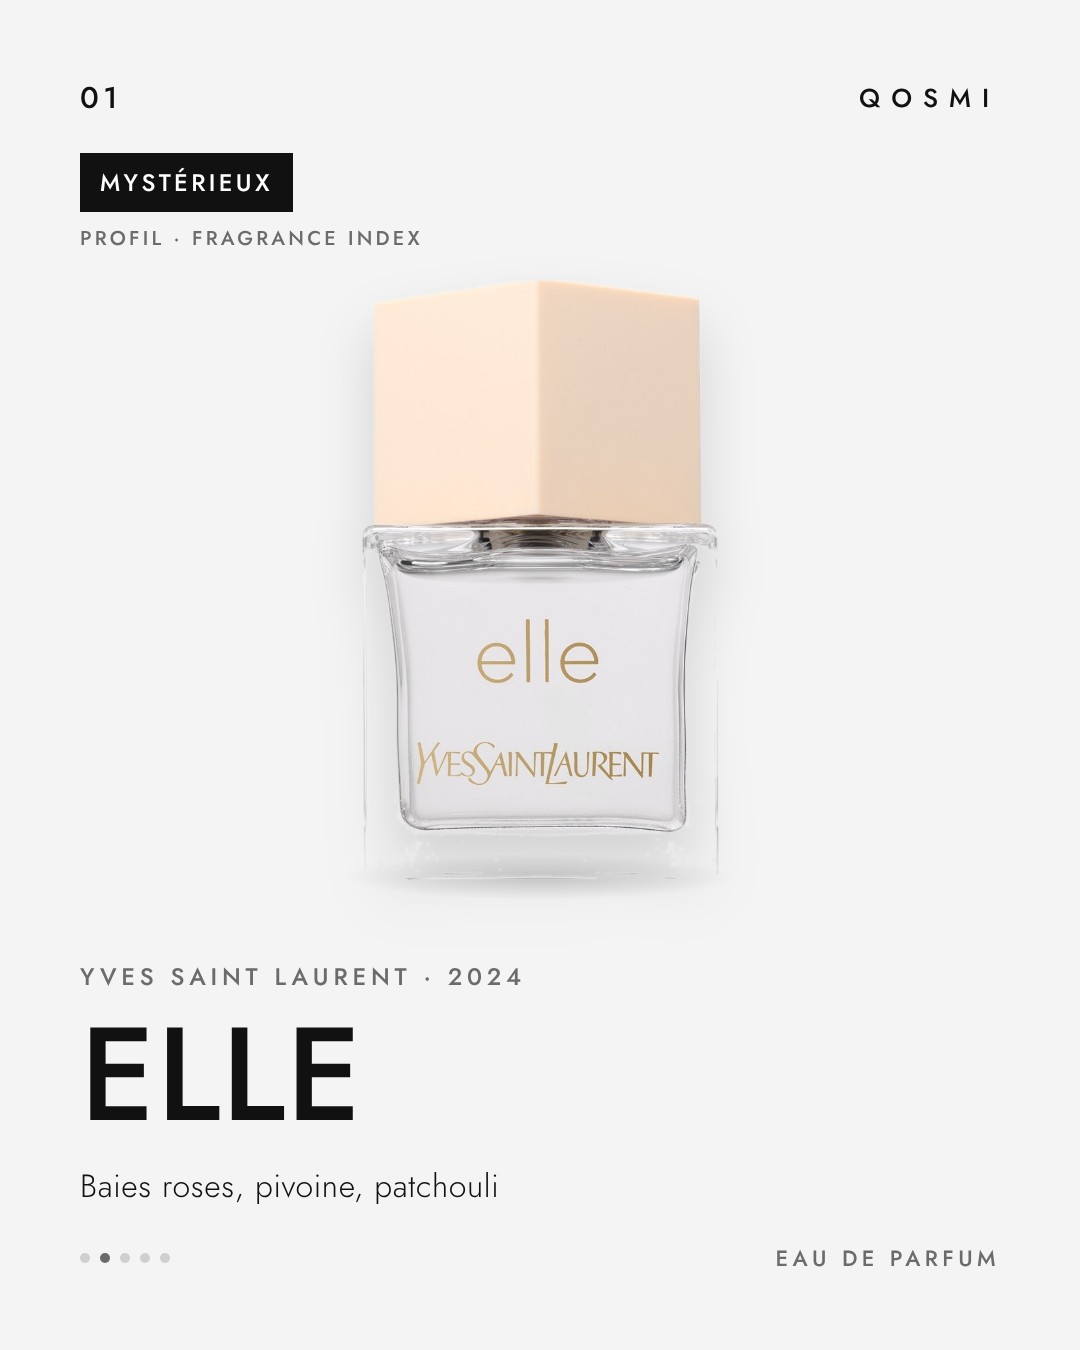 01
QOSMI
MYSTÉRIEUX
PROFIL · FRAGRANCE INDEX
elle
YVESSAINTLAURENT
YVES SAINT LAURENT · 2024
ELLE
Baies roses, pivoine, patchouli
EAU DE PARFUM